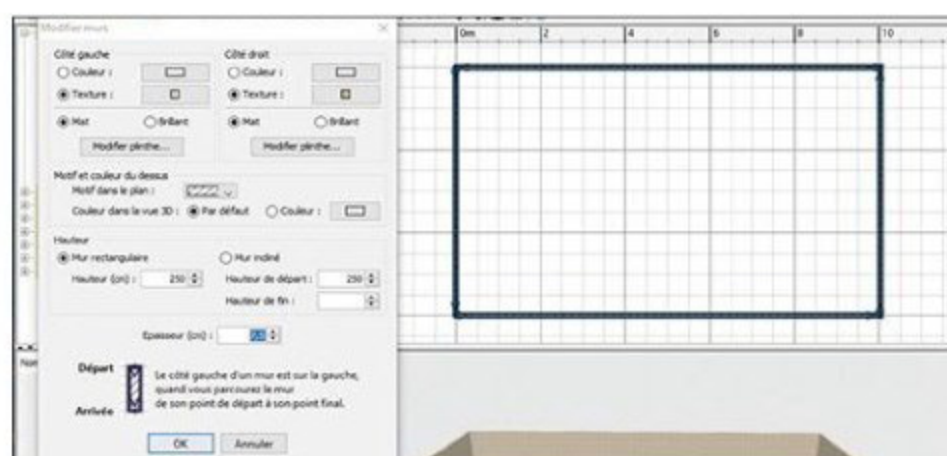 Modifier murs
0m 2 4 6 8 10
Côté gauche Côté droit
Couleur : Couleur :
Texture : Texture :
Mat Brillant Mat Brillant
Modifier plinthe... Modifier plinthe...
Motif et couleur du dessus
Motif dans le plan :
Couleur dans la vue 3D : Par défaut Couleur :
Hauteur
Mur rectangulaire Mur incliné
Hauteur (cm) : 250 Hauteur de départ : 250
Hauteur de fin :
Epaisseur (cm) :
Départ
Le côté gauche d'un mur est sur la gauche,
quand vous parcourez le mur
de son point de départ à son point final.
Arrivée
OK Annuler